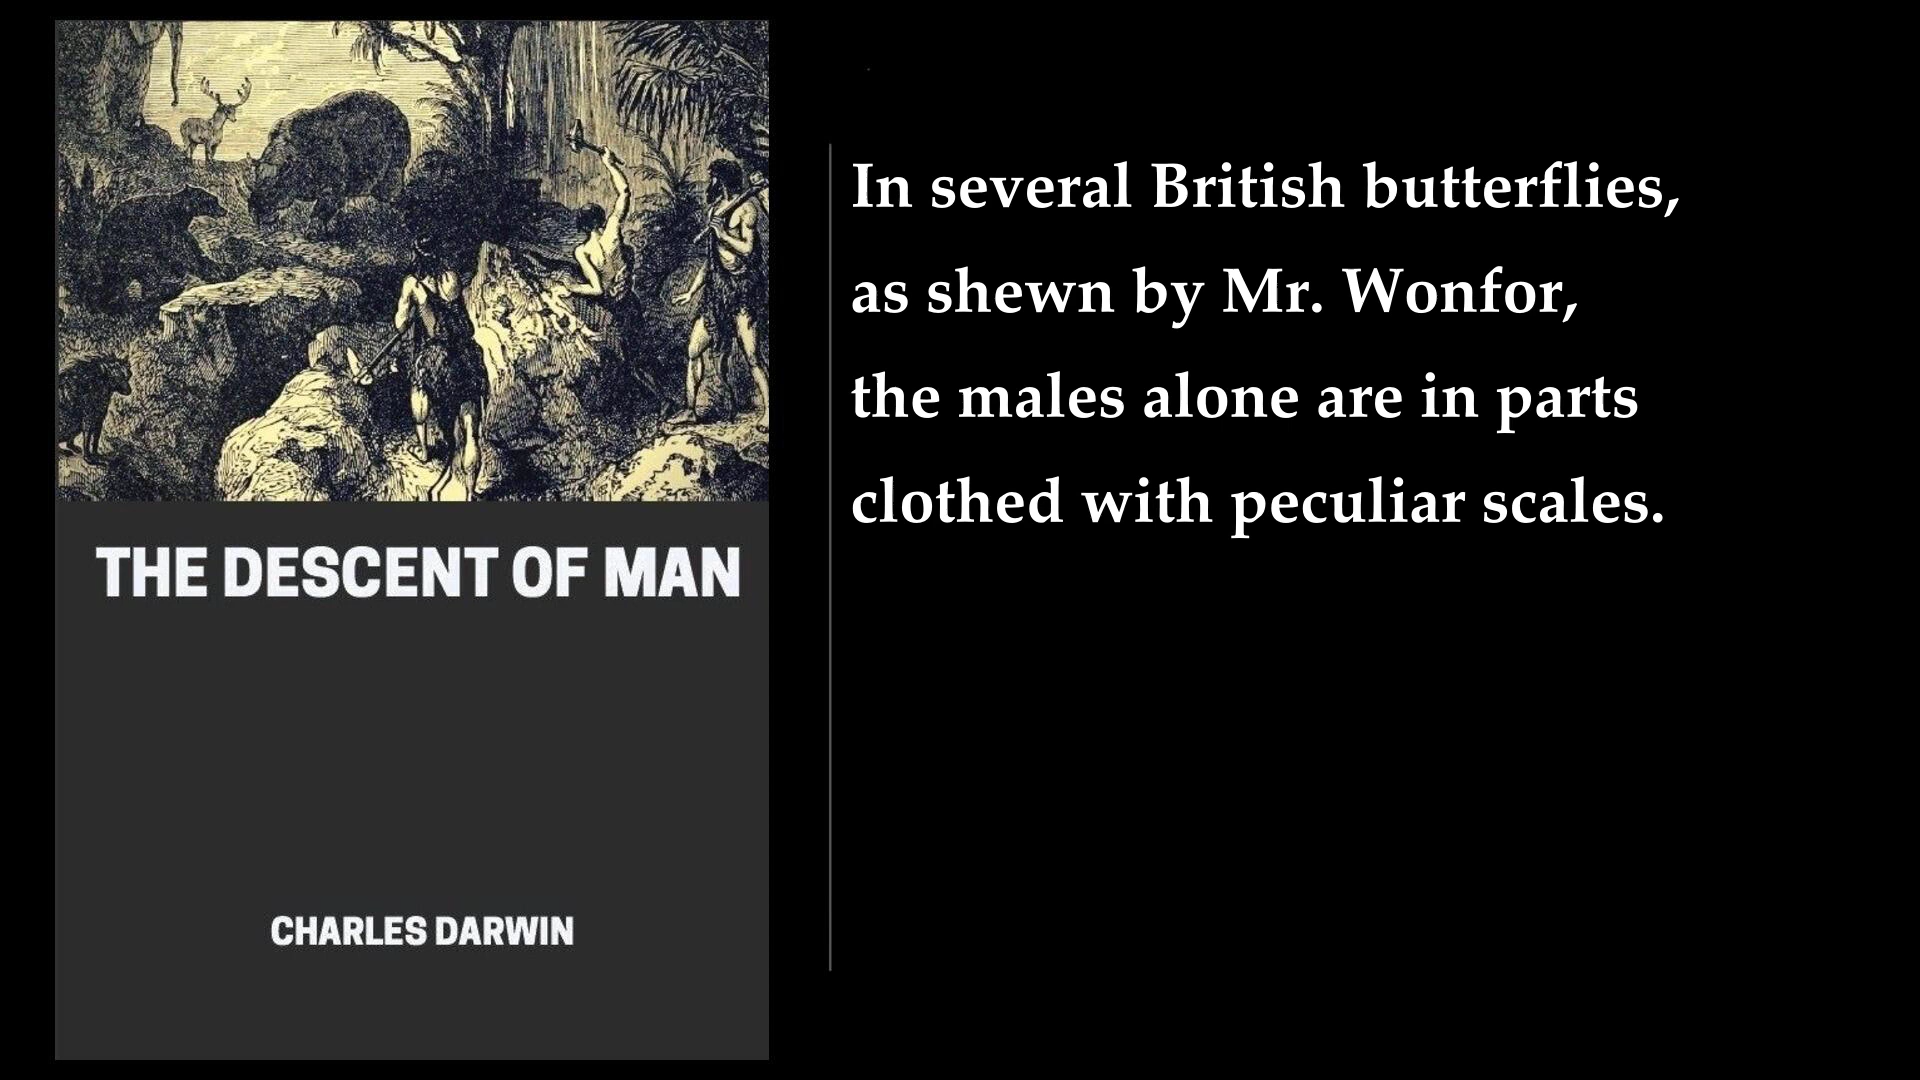 THE DESCENT OF MAN
CHARLES DARWIN
In several British butterflies,
as shewn by Mr. Wonfor,
the males alone are in parts
clothed with peculiar scales.